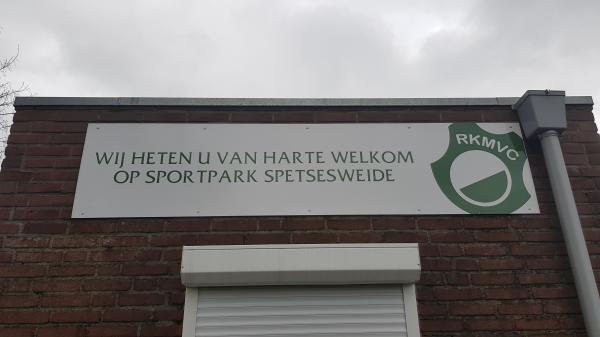 WIJ HETEN U VAN HARTE WELKOM
OP SPORTPARK SPETSESWEIDE
RKMVC